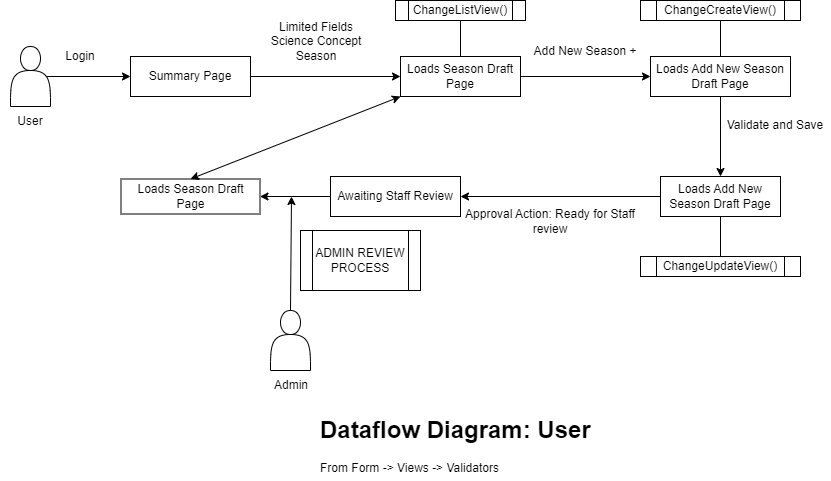 ChangeListView()
ChangeCreateView()
Limited Fields
Science Concept
Season
Login
Add New Season +
Summary Page
Loads Season Draft
Page
Loads Add New Season
Draft Page
User
Validate and Save
Loads Season Draft
Page
Awaiting Staff Review
Loads Add New
Season Draft Page
Approval Action: Ready for Staff
review
ADMIN REVIEW
PROCESS
ChangeUpdateView()
Admin
Dataflow Diagram: User
From Form -> Views -> Validators